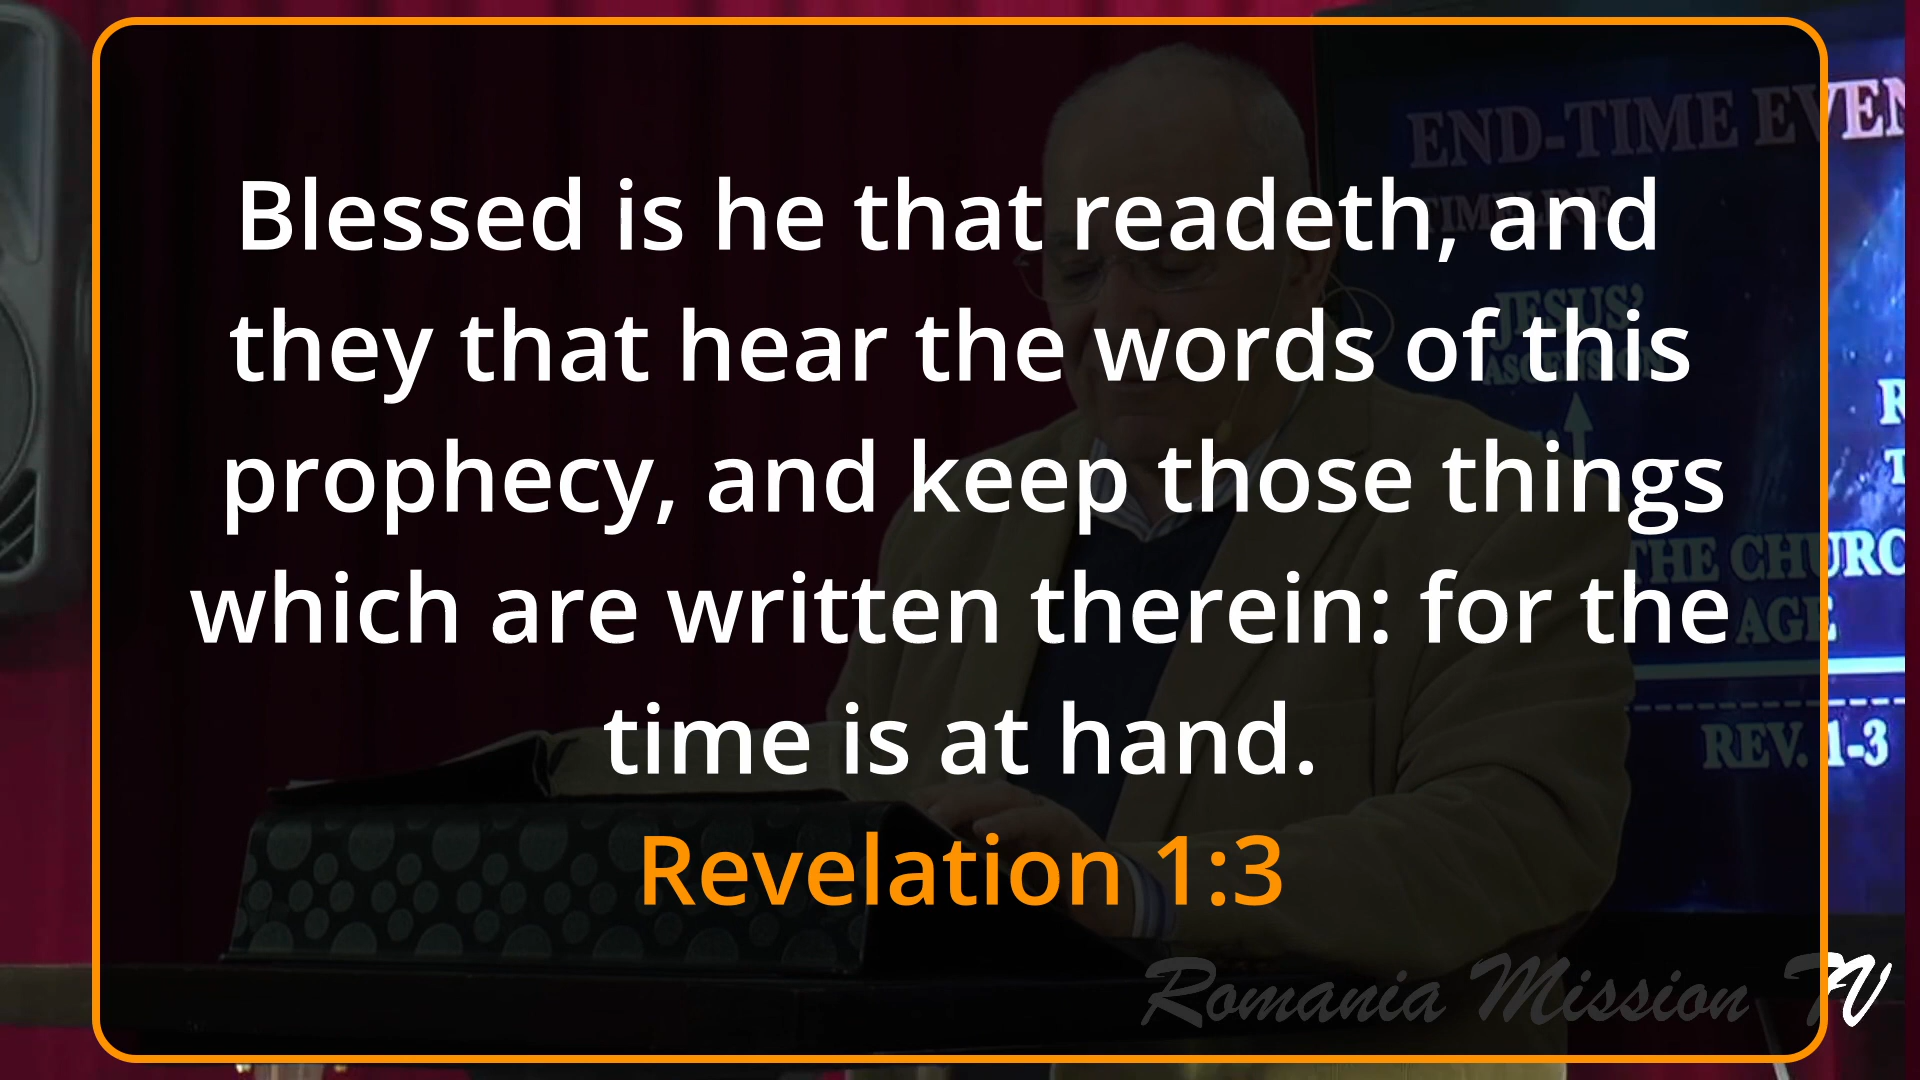 Blessed is he that readeth, and
they that hear the words of this
prophecy, and keep those things
which are written therein: for the
time is at hand.
Revelation 1:3
END-TIME EVEN
TIMELINE
JESUS'
ASCENSION
THE CHURC
AGE
REV. 1-3
Romania Mission TV